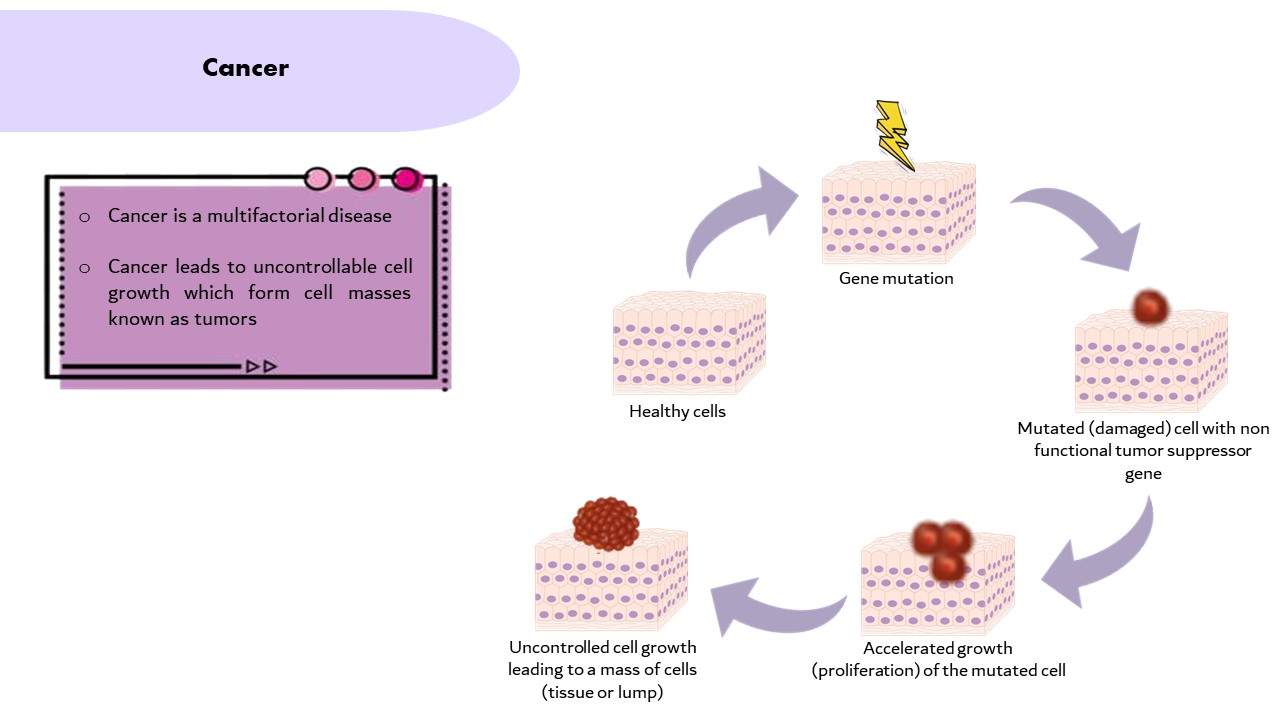 Cancer
o Cancer is a multifactorial disease
o Cancer leads to uncontrollable cell
growth which form cell masses
known as tumors
Gene mutation
Healthy cells
Mutated (damaged) cell with non
functional tumor suppressor
gene
Accelerated growth
(proliferation) of the mutated cell
Uncontrolled cell growth
leading to a mass of cells
(tissue or lump)